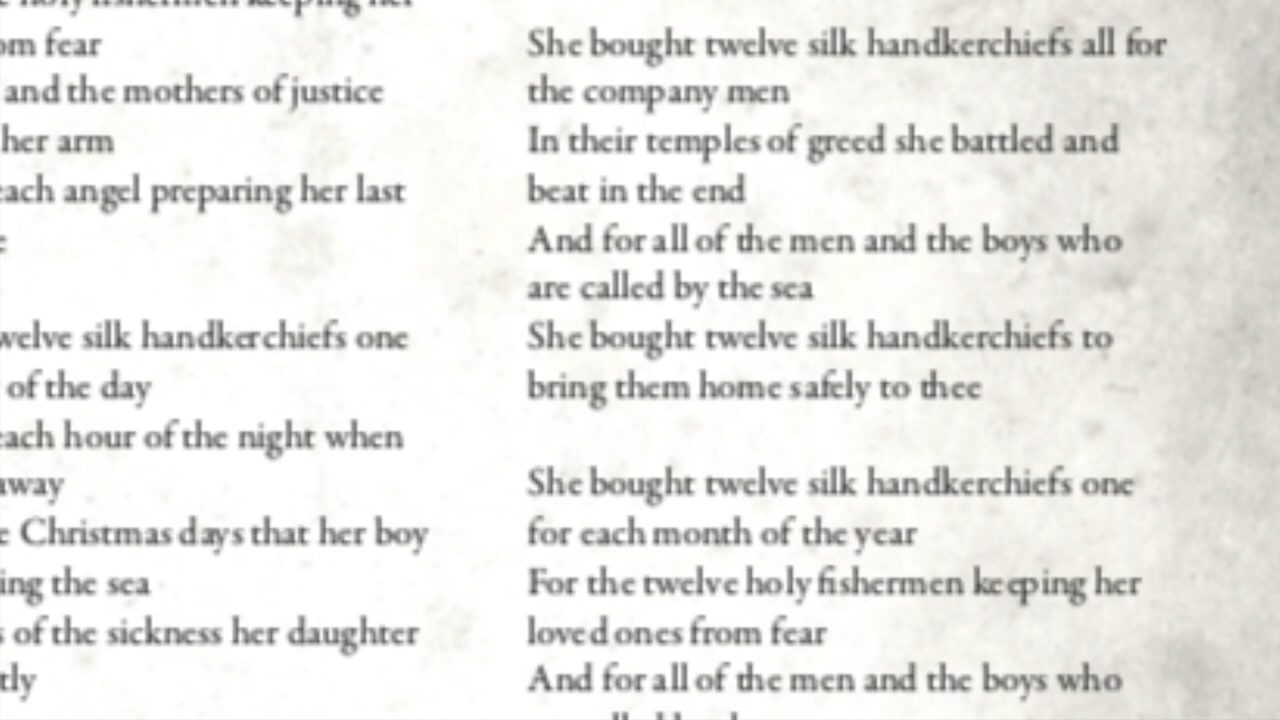 holy fishermen keeping her
om fear
and the mothers of justice
her arm
each angel preparing her last
welve silk handkerchiefs one
of the day
each hour of the night when
away
Christmas days that her boy
ing the sea
of the sickness her daughter
tly
She bought twelve silk handkerchiefs all for
the company men
In their temples of greed she battled and
beat in the end
And for all of the men and the boys who
are called by the sea
She bought twelve silk handkerchiefs to
bring them home safely to thee
She bought twelve silk handkerchiefs one
for each month of the year
For the twelve holy fishermen keeping her
loved ones from fear
And for all of the men and the boys who